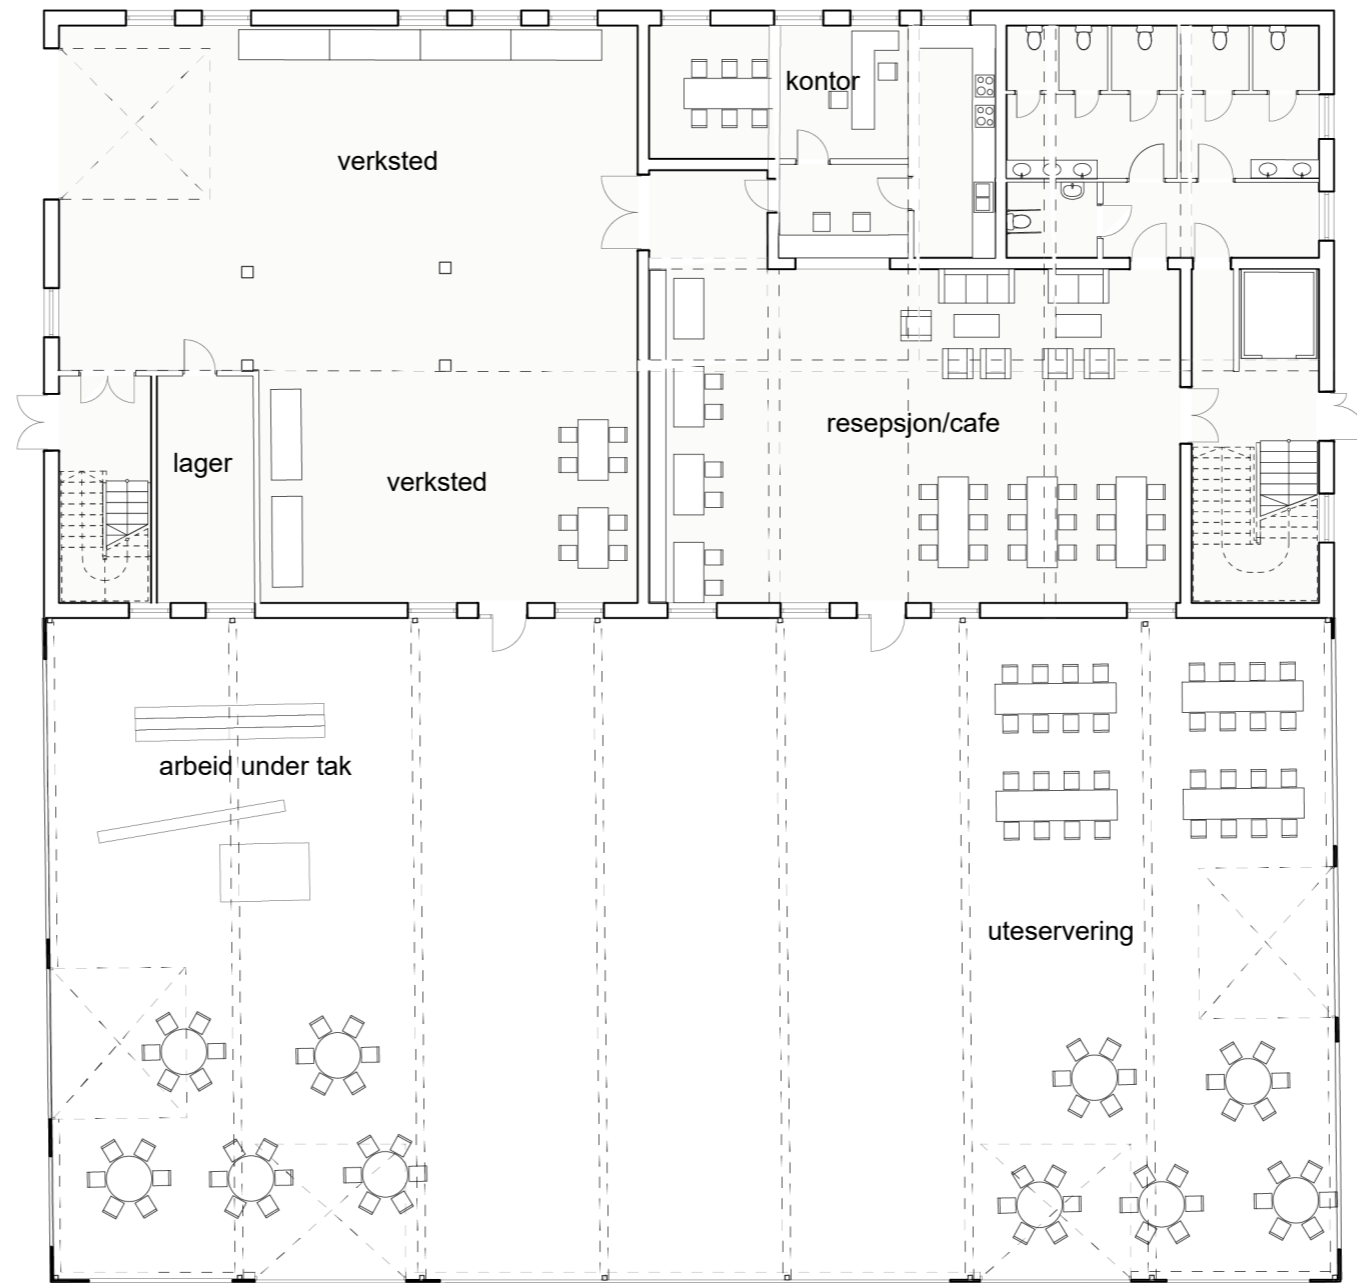 kontor
verksted
resepsjon/cafe
lager
verksted
arbeid under tak
uteservering